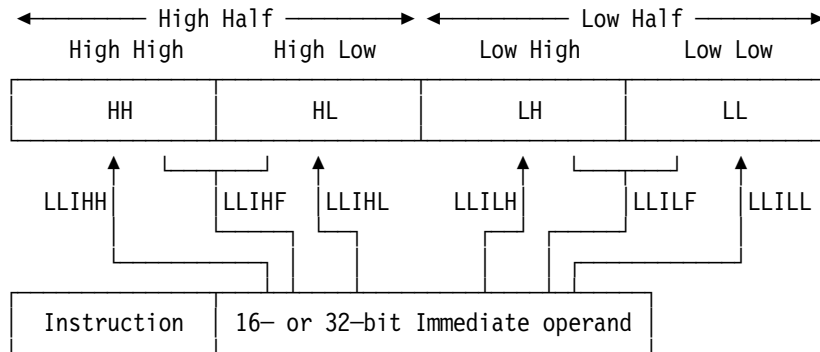 High Half Low Half
High High High Low Low High Low Low
HH HL LH LL
LLIHH LLIHF LLIHL LLILH LLILF LLILL
Instruction 16— or 32—bit Immediate operand